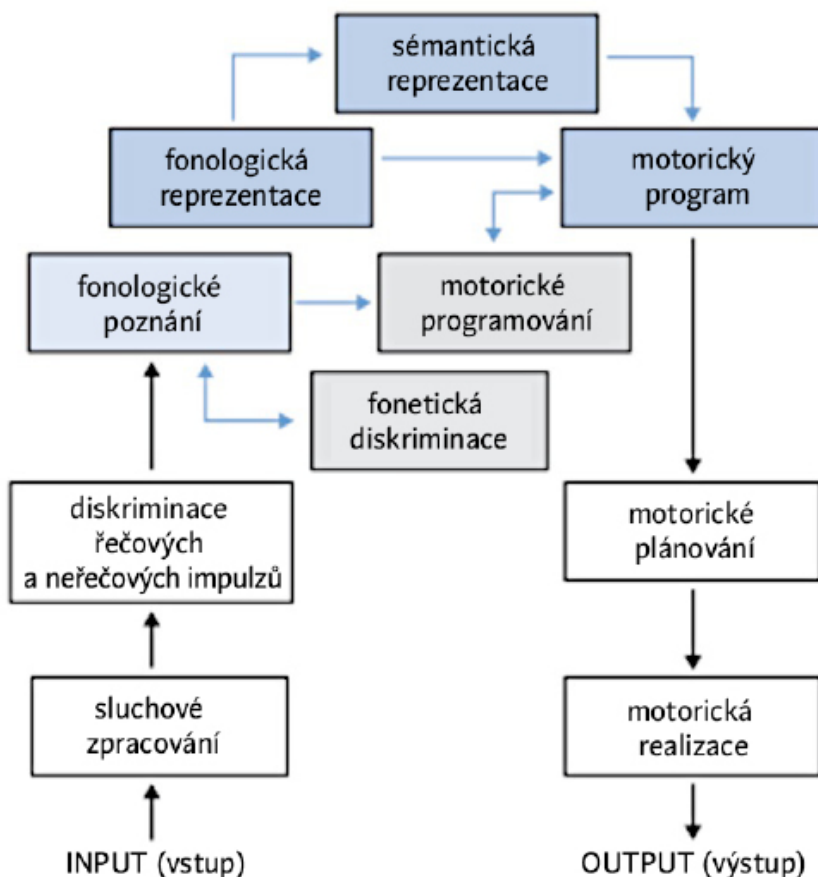 sémantická
reprezentace
fonologická
reprezentace
motorický
program
fonologické
poznání
motorické
programování
fonetická
diskriminace
diskriminace
řečových
a neřečových impulzů
motorické
plánování
sluchové
zpracování
motorická
realizace
INPUT (vstup)
OUTPUT (výstup)